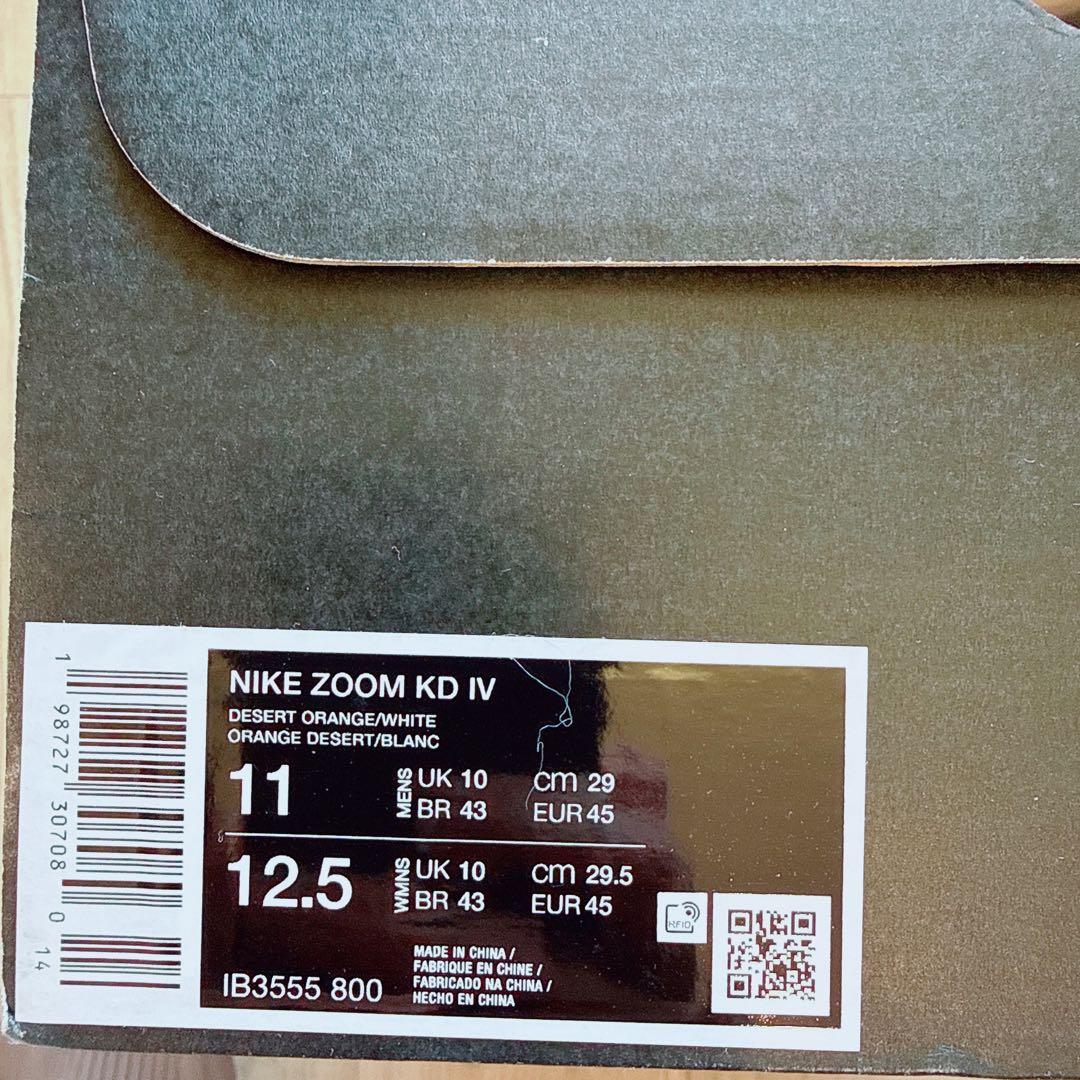 NIKE ZOOM KD IV
DESERT ORANGE/WHITE
ORANGE DESERT/BLANC
11
MENS
UK 10
cm 29
BR 43
EUR 45
12.5
WMNS
UK 10
cm 29.5
BR 43
EUR 45
IB3555 800
MADE IN CHINA /
FABRIQUE EN CHINE /
FABRICADO NA CHINA /
HECHO EN CHINA
RFID
1 98727 30708 0 14